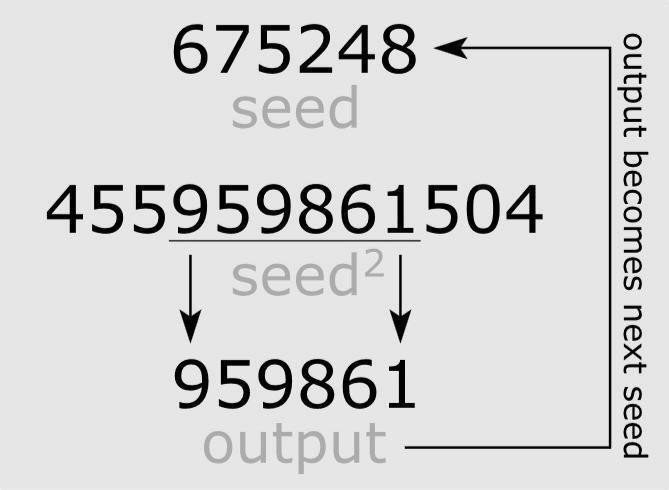 675248
seed
455959861504
seed²
959861
output
output becomes next seed